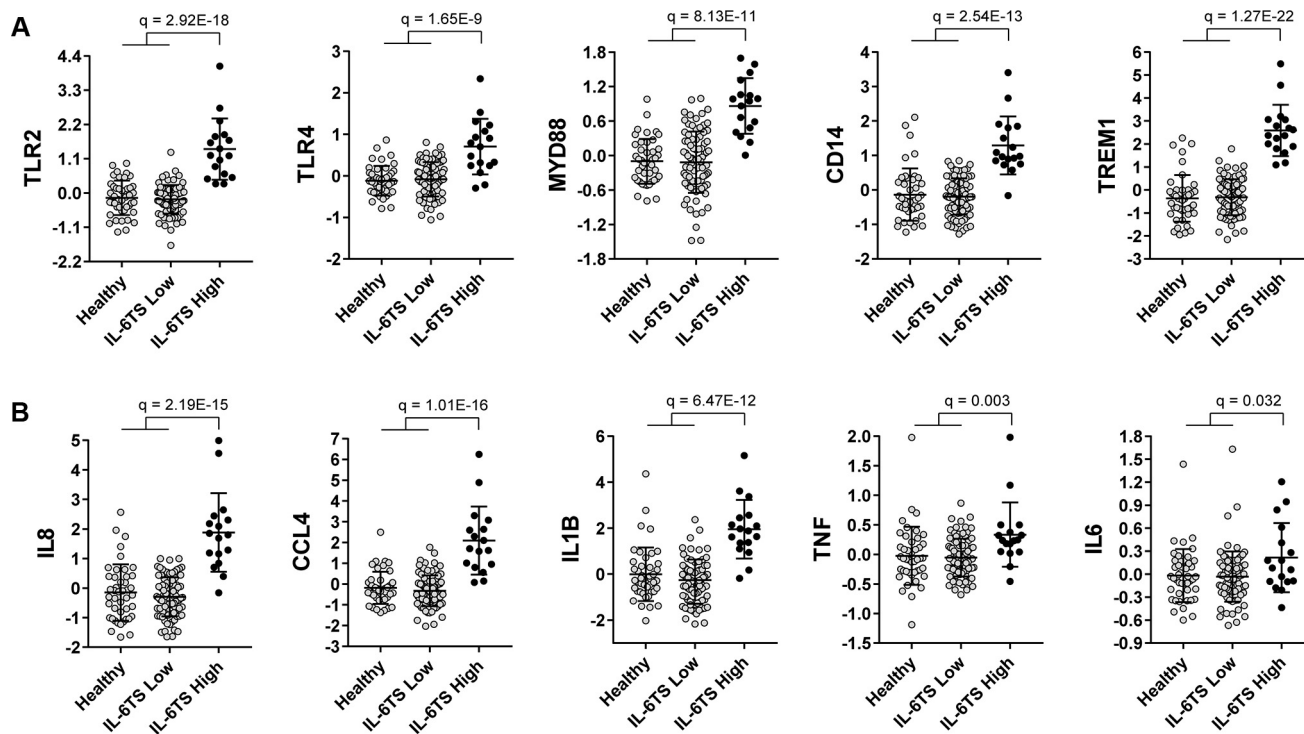 A
q = 2.92E-18
TLR2
4.4
3.3
2.2
1.1
0.0
-1.1
-2.2
Healthy
IL-6TS Low
IL-6TS High
q = 1.65E-9
TLR4
3
2
1
0
-1
-2
Healthy
IL-6TS Low
IL-6TS High
q = 8.13E-11
MYD88
1.8
1.2
0.6
0.0
-0.6
-1.2
-1.8
Healthy
IL-6TS Low
IL-6TS High
q = 2.54E-13
CD14
4
3
2
1
0
-1
-2
Healthy
IL-6TS Low
IL-6TS High
q = 1.27E-22
TREM1
6
5
4
3
2
1
0
-1
-2
-3
Healthy
IL-6TS Low
IL-6TS High
B
q = 2.19E-15
IL8
5
4
3
2
1
0
-1
-2
Healthy
IL-6TS Low
IL-6TS High
q = 1.01E-16
CCL4
7
6
5
4
3
2
1
0
-1
-2
-3
Healthy
IL-6TS Low
IL-6TS High
q = 6.47E-12
IL1B
6
4
2
0
-2
Healthy
IL-6TS Low
IL-6TS High
q = 0.003
TNF
2.0
1.5
1.0
0.5
0.0
-0.5
-1.0
-1.5
Healthy
IL-6TS Low
IL-6TS High
q = 0.032
IL6
1.8
1.5
1.2
0.9
0.6
0.3
0.0
-0.3
-0.6
-0.9
Healthy
IL-6TS Low
IL-6TS High